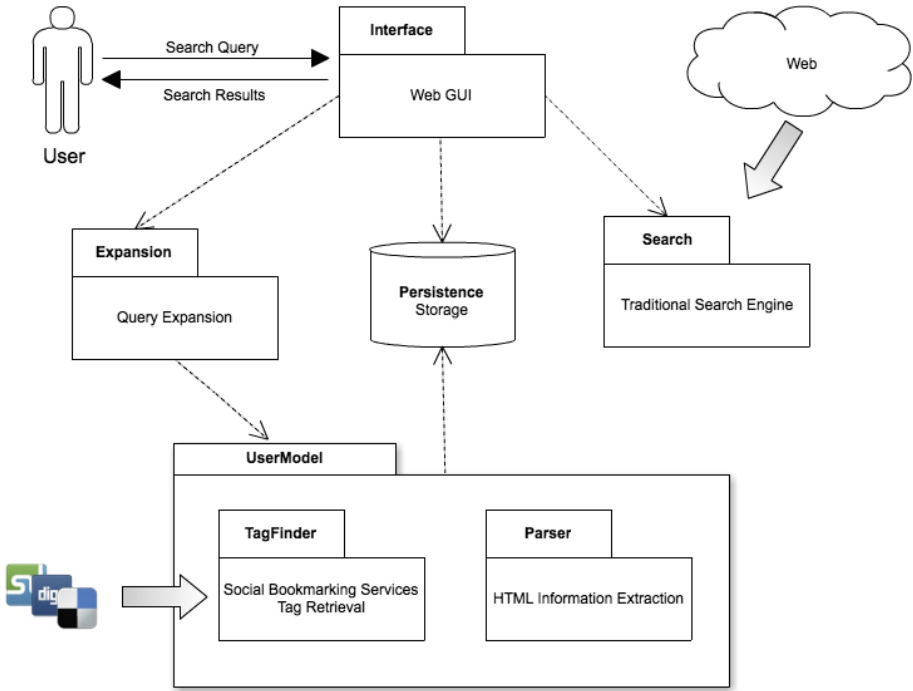 Interface
Search Query
Web
Search Results
Web GUI
User
Expansion
Search
Persistence
Storage
Query Expansion
Traditional Search Engine
UserModel
TagFinder
Parser
Social Bookmarking Services
Tag Retrieval
HTML Information Extraction
dig